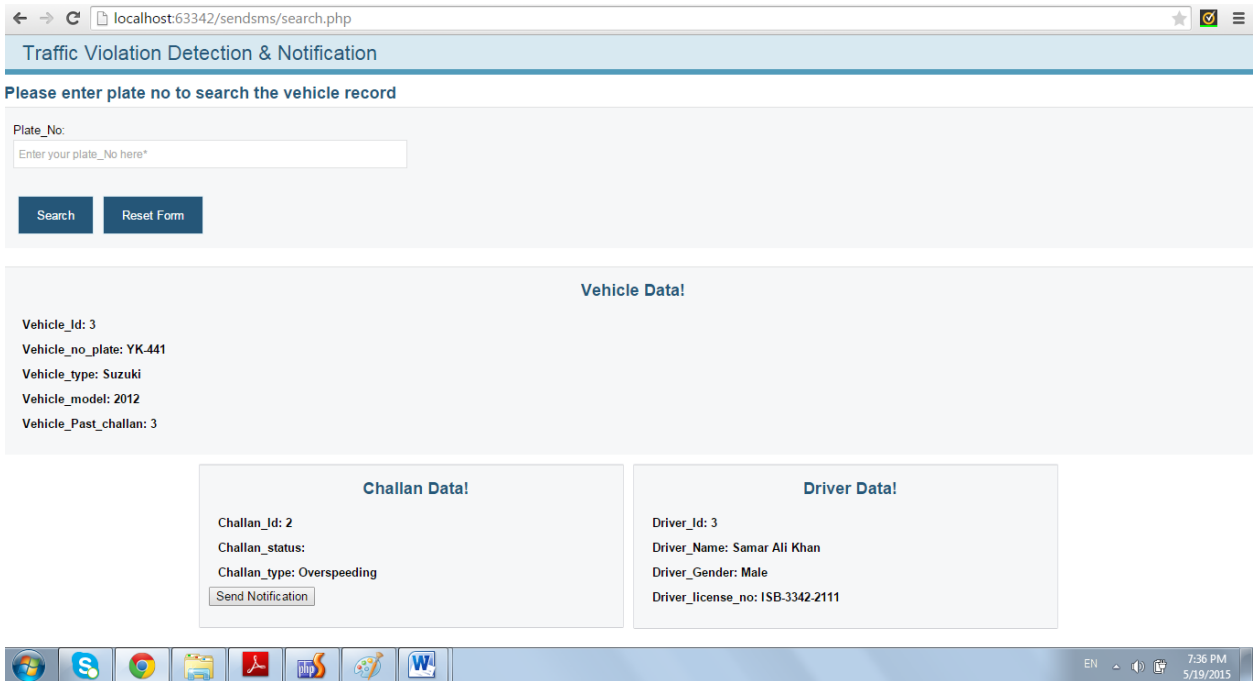 localhost:63342/sendsms/search.php
Traffic Violation Detection & Notification
Please enter plate no to search the vehicle record
Plate_No:
Enter your plate_No here*
Search Reset Form
Vehicle Data!
Vehicle_Id: 3
Vehicle_no_plate: YK-441
Vehicle_type: Suzuki
Vehicle_model: 2012
Vehicle_Past_challan: 3
Challan Data!
Challan_Id: 2
Challan_status:
Challan_type: Overspeeding
Send Notification
Driver Data!
Driver_Id: 3
Driver_Name: Samar Ali Khan
Driver_Gender: Male
Driver_license_no: ISB-3342-2111
S php S W
EN 7:36 PM
5/19/2015